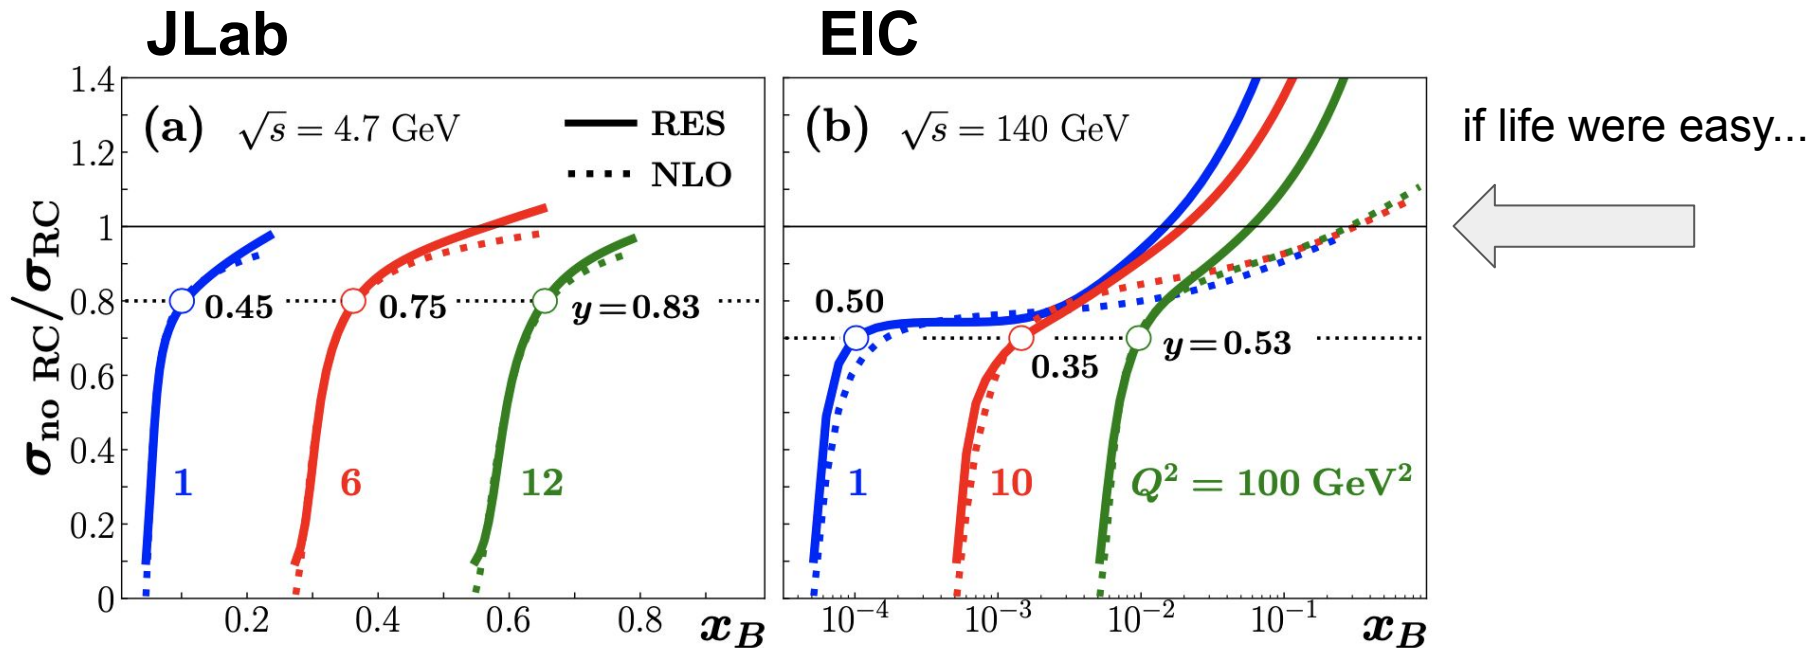 JLab
EIC
(a) √s = 4.7 GeV
RES
NLO
(b) √s = 140 GeV
if life were easy...
σno RC/σRC
1.4
1.2
1
0.8
0.6
0.4
0.2
0
0.45
0.75
y=0.83
1
6
12
0.2
0.4
0.6
0.8
xB
0.50
0.35
y=0.53
1
10
Q² = 100 GeV²
10⁻⁴
10⁻³
10⁻²
10⁻¹
xB